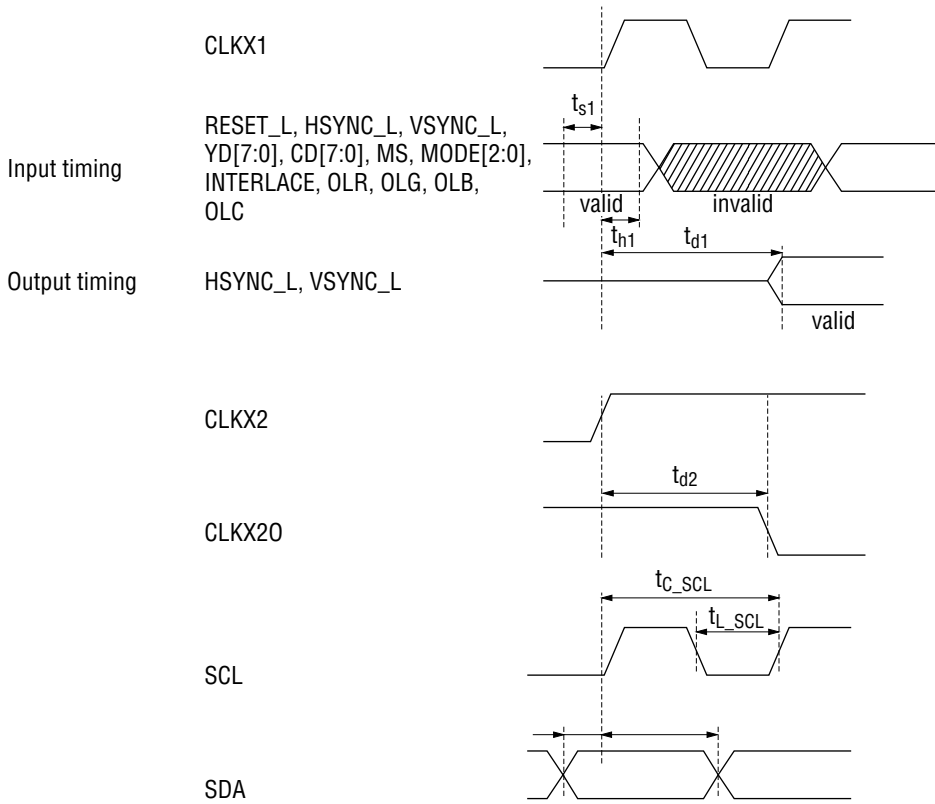 CLKX1
t_s1
Input timing
RESET_L, HSYNC_L, VSYNC_L,
YD[7:0], CD[7:0], MS, MODE[2:0],
INTERLACE, OLR, OLG, OLB,
OLC
valid
invalid
t_h1
t_d1
Output timing
HSYNC_L, VSYNC_L
valid
CLKX2
t_d2
CLKX2O
t_C_SCL
t_L_SCL
SCL
SDA